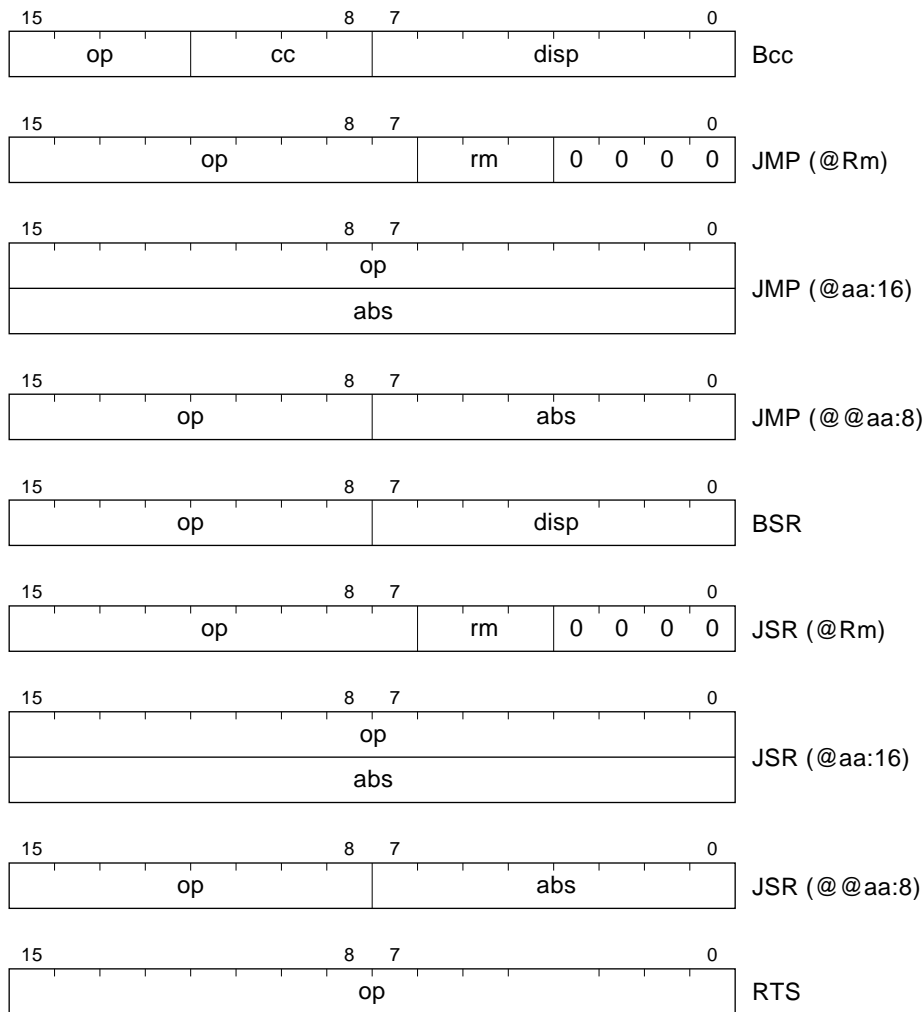 15 8 7 0
op cc disp Bcc
15 8 7 0
op rm 0 0 0 0 JMP (@Rm)
15 8 7 0
op
JMP (@aa:16)
abs
15 8 7 0
op abs JMP (@@aa:8)
15 8 7 0
op disp BSR
15 8 7 0
op rm 0 0 0 0 JSR (@Rm)
15 8 7 0
op
JSR (@aa:16)
abs
15 8 7 0
op abs JSR (@@aa:8)
15 8 7 0
op RTS